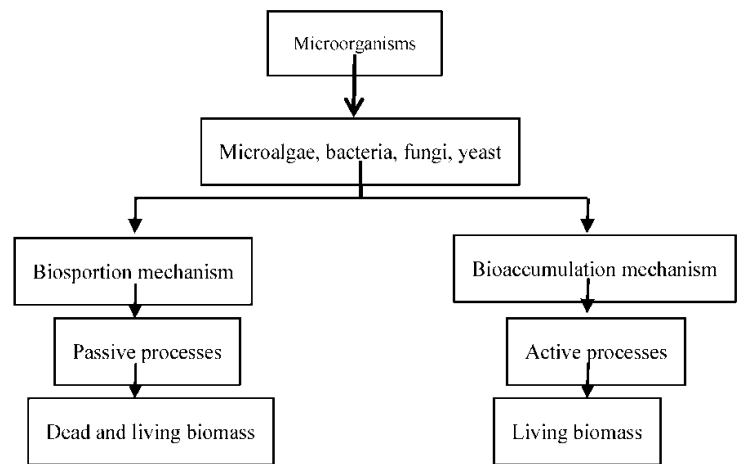 Microorganisms
Microalgae, bacteria, fungi, yeast
Biosportion mechanism
Bioaccumulation mechanism
Passive processes
Active processes
Dead and living biomass
Living biomass